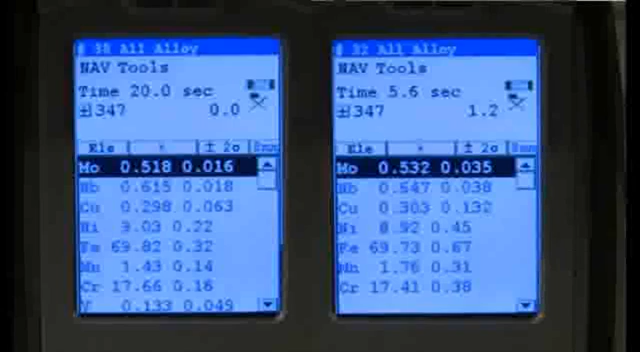 All Alloy
NAV Tools
Time 20.0 sec
347 0.0
Ele ± 2σ
Mo 0.518 0.016
Nb 0.615 0.018
Cu 0.298 0.063
Ni 9.03 0.22
Fe 69.82 0.32
Mn 1.43 0.14
Cr 17.66 0.18
V 0.133 0.049
All Alloy
NAV Tools
Time 5.6 sec
347 1.2
Ele ± 2σ
Mo 0.532 0.035
Nb 0.547 0.038
Cu 0.303 0.132
Ni 8.92 0.45
Fe 69.73 0.67
Mn 1.76 0.31
Cr 17.41 0.38